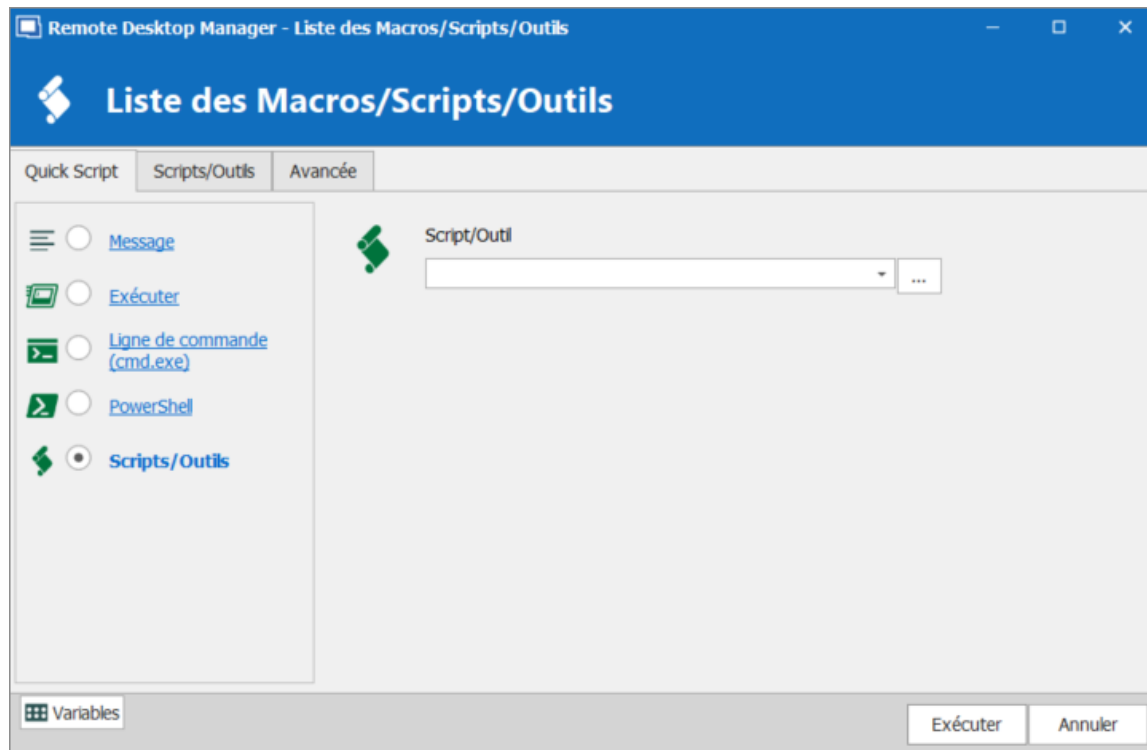 Remote Desktop Manager - Liste des Macros/Scripts/Outils
Liste des Macros/Scripts/Outils
Quick Script
Scripts/Outils
Avancée
Message
Exécuter
Ligne de commande
(cmd.exe)
PowerShell
Scripts/Outils
Script/Outil
...
Variables
Exécuter
Annuler